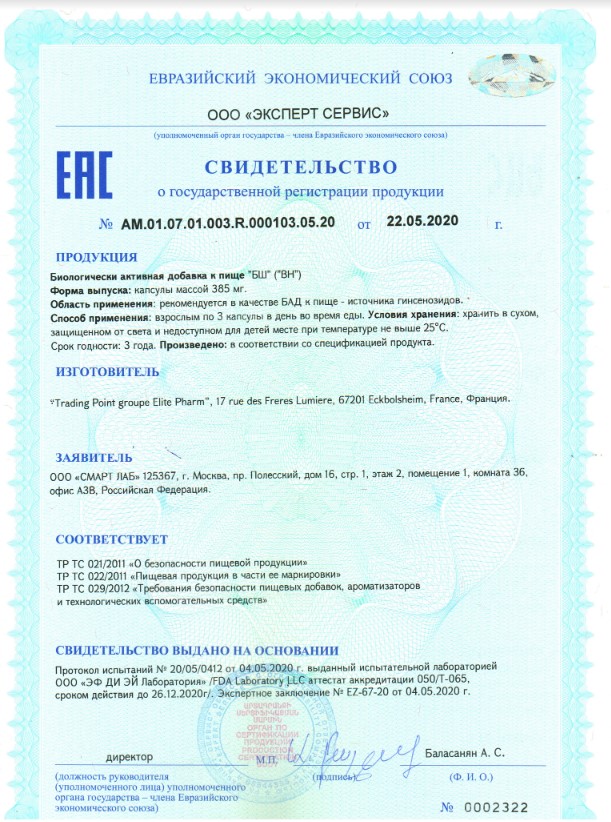 ЕВРАЗИЙСКИЙ ЭКОНОМИЧЕСКИЙ СОЮЗ
ООО «ЭКСПЕРТ СЕРВИС»
(уполномоченный орган государства – члена Евразийского экономического союза)
ЕАС
СВИДЕТЕЛЬСТВО
о государственной регистрации продукции
№ AM.01.07.01.003.R.000103.05.20 от 22.05.2020 г.
ПРОДУКЦИЯ
Биологически активная добавка к пище "БШ" ("BH")
Форма выпуска: капсулы массой 385 мг.
Область применения: рекомендуется в качестве БАД к пище - источника гинсенозидов.
Способ применения: взрослым по 3 капсулы в день во время еды. Условия хранения: хранить в сухом,
защищенном от света и недоступном для детей месте при температуре не выше 25°С.
Срок годности: 3 года. Произведено: в соответствии со спецификацией продукта.
ИЗГОТОВИТЕЛЬ
"Trading Point groupe Elite Pharm", 17 rue des Freres Lumiere, 67201 Eckbolsheim, France, Франция.
ЗАЯВИТЕЛЬ
ООО «СМАРТ ЛАБ» 125367, г. Москва, пр. Полесский, дом 16, стр. 1, этаж 2, помещение 1, комната 36,
офис А3В, Российская Федерация.
СООТВЕТСТВУЕТ
ТР ТС 021/2011 «О безопасности пищевой продукции»
ТР ТС 022/2011 «Пищевая продукция в части ее маркировки»
ТР ТС 029/2012 «Требования безопасности пищевых добавок, ароматизаторов
и технологических вспомогательных средств»
СВИДЕТЕЛЬСТВО ВЫДАНО НА ОСНОВАНИИ
Протокол испытаний № 20/05/0412 от 04.05.2020 г. выданный испытательной лабораторией
ООО «ЭФ ДИ ЭЙ Лаборатория» /FDA Laboratory JLLC аттестат аккредитации 050/T-065,
сроком действия до 26.12.2020г/. Экспертное заключение № EZ-67-20 от 04.05.2020 г.
ОРГАН ПО
СЕРТИФИКАЦИИ
ПРОДУКЦИИ
PRODUCTION
директор М.П. (подпись) Баласанян А. С.
(должность руководителя (Ф. И. О.)
(уполномоченного лица) уполномоченного
органа государства – члена Евразийского
экономического союза)
№ 0002322